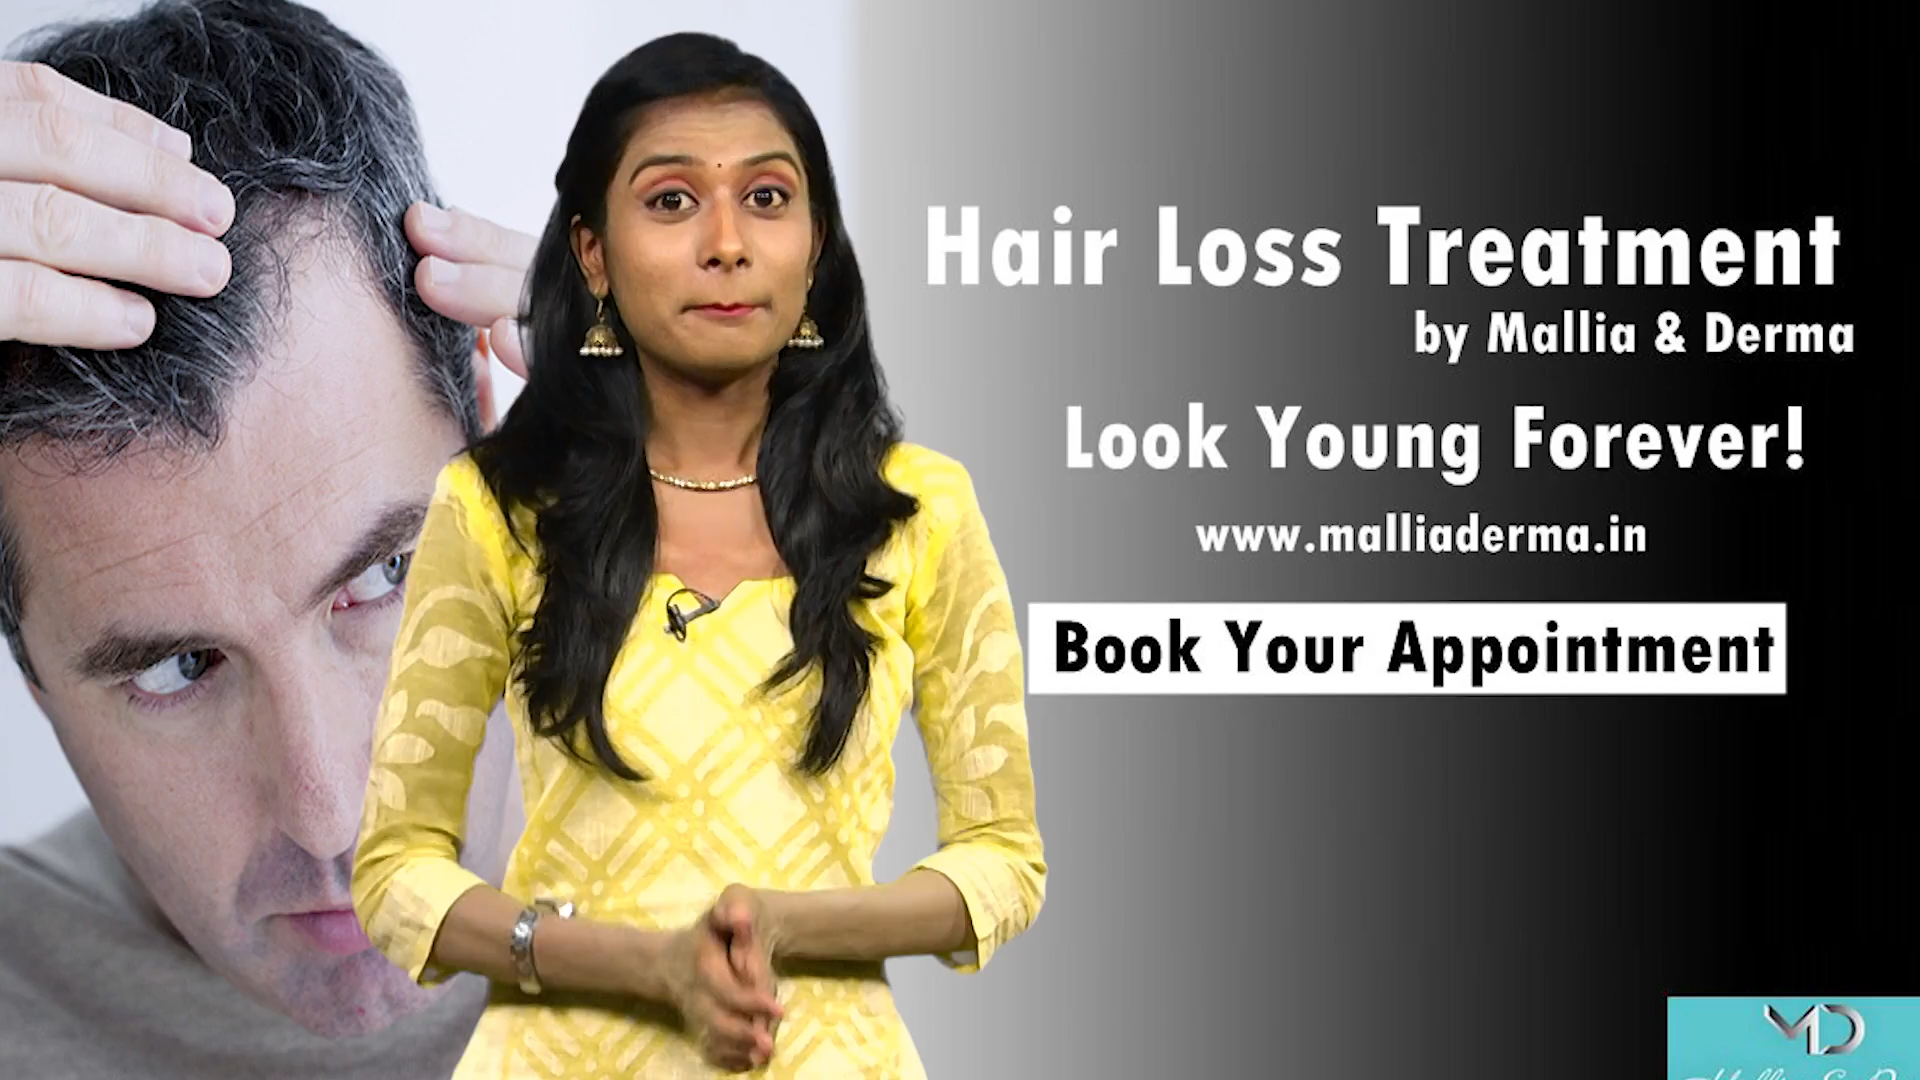 Hair Loss Treatment
by Mallia & Derma
Look Young Forever!
www.malliaderma.in
Book Your Appointment
MD